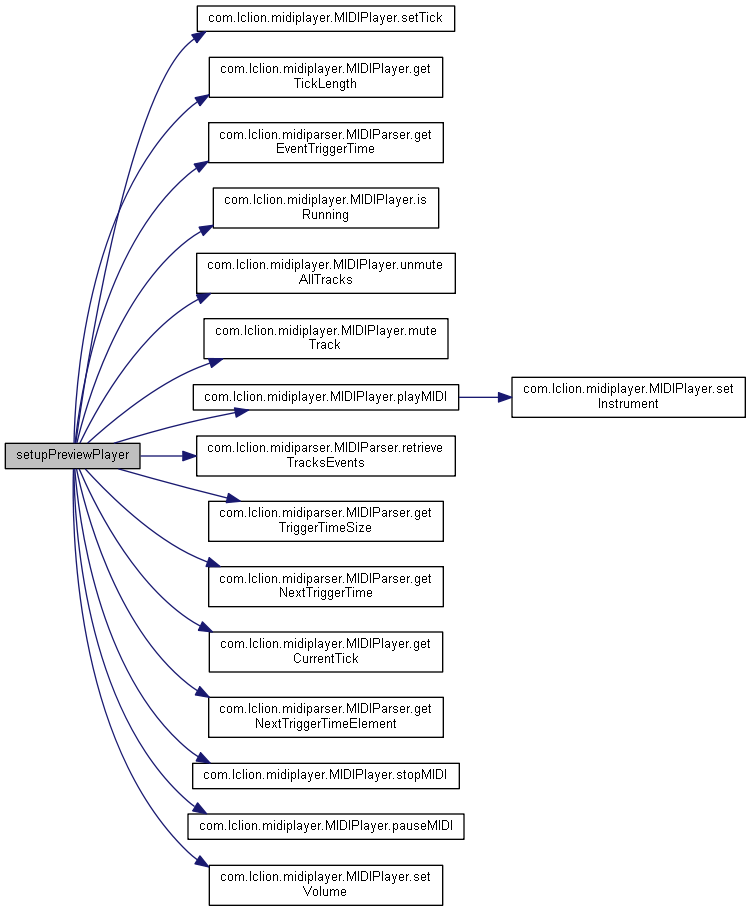 com.lclion.midiplayer.MIDIPlayer.setTick
com.lclion.midiplayer.MIDIPlayer.get
TickLength
com.lclion.midiparser.MIDIParser.get
EventTriggerTime
com.lclion.midiplayer.MIDIPlayer.is
Running
com.lclion.midiplayer.MIDIPlayer.unmute
AllTracks
com.lclion.midiplayer.MIDIPlayer.mute
Track
com.lclion.midiplayer.MIDIPlayer.playMIDI
com.lclion.midiplayer.MIDIPlayer.set
Instrument
setupPreviewPlayer
com.lclion.midiparser.MIDIParser.retrieve
TracksEvents
com.lclion.midiparser.MIDIParser.get
TriggerTimeSize
com.lclion.midiparser.MIDIParser.get
NextTriggerTime
com.lclion.midiplayer.MIDIPlayer.get
CurrentTick
com.lclion.midiparser.MIDIParser.get
NextTriggerTimeElement
com.lclion.midiplayer.MIDIPlayer.stopMIDI
com.lclion.midiplayer.MIDIPlayer.pauseMIDI
com.lclion.midiplayer.MIDIPlayer.set
Volume